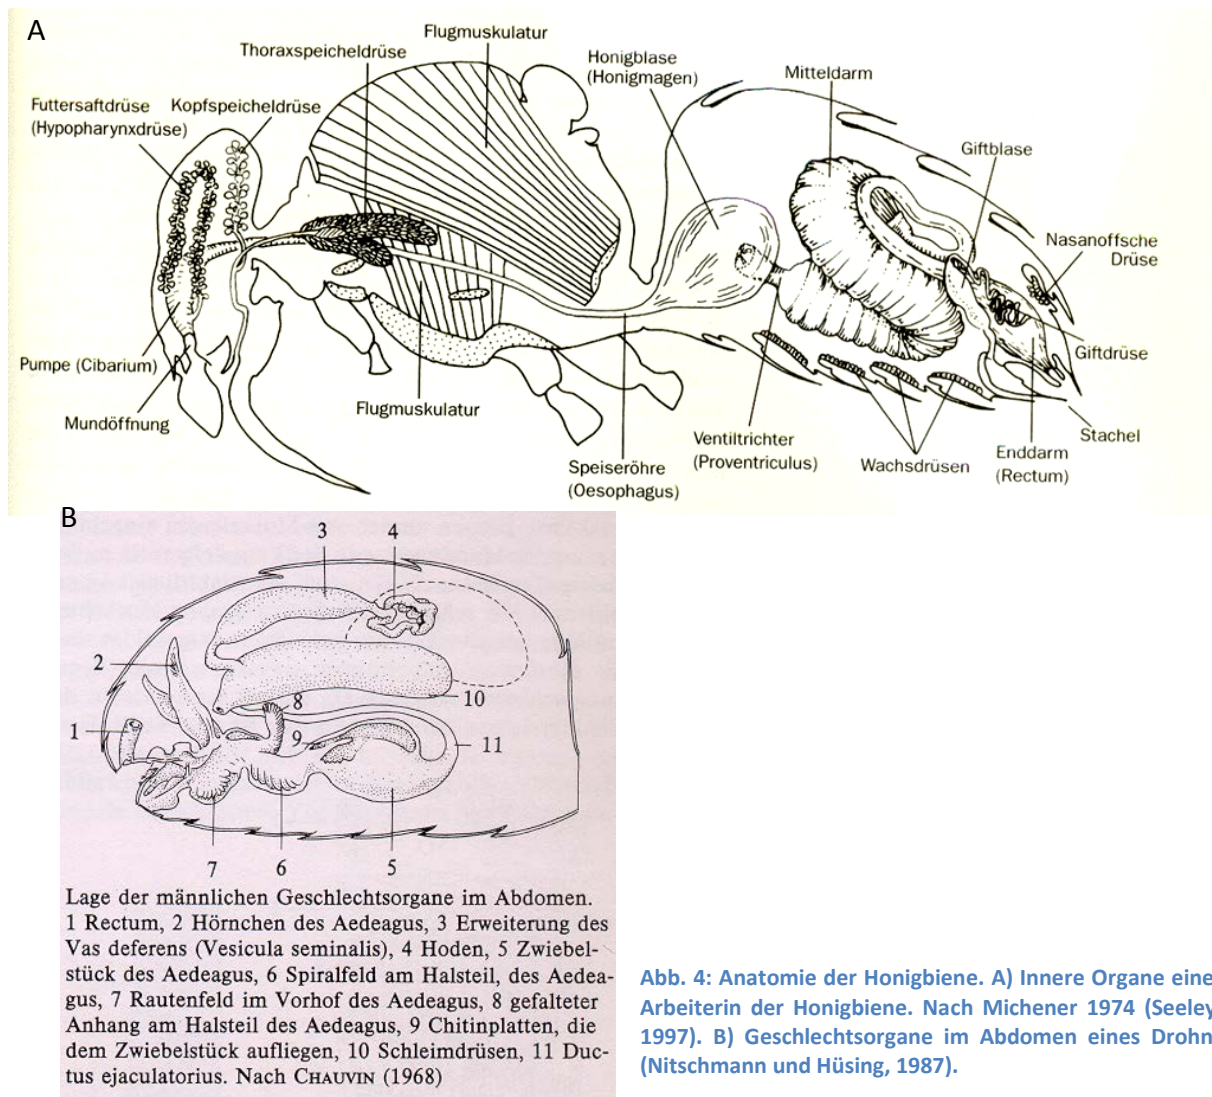 A
Flugmuskulatur
Thoraxspeicheldrüse
Honigblase
(Honigmagen)
Mitteldarm
Futtersaftdrüse
(Hypopharynxdrüse)
Kopfspeicheldrüse
Giftblase
Nasanoffsche
Drüse
Giftdrüse
Pumpe (Cibarium)
Mundöffnung
Flugmuskulatur
Speiseröhre
(Oesophagus)
Ventiltrichter
(Proventriculus)
Wachsdrüsen
Enddarm
(Rectum)
Stachel
B
3
4
2
1
8
10
9
11
7
6
5
Lage der männlichen Geschlechtsorgane im Abdomen.
1 Rectum, 2 Hörnchen des Aedeagus, 3 Erweiterung des
Vas deferens (Vesicula seminalis), 4 Hoden, 5 Zwiebel-
stück des Aedeagus, 6 Spiralfeld am Halsteil, des Aedea-
gus, 7 Rautenfeld im Vorhof des Aedeagus, 8 gefalteter
Anhang am Halsteil des Aedeagus, 9 Chitinplatten, die
dem Zwiebelstück aufliegen, 10 Schleimdrüsen, 11 Duc-
tus ejaculatorius. Nach CHAUVIN (1968)
Abb. 4: Anatomie der Honigbiene. A) Innere Organe eine
Arbeiterin der Honigbiene. Nach Michener 1974 (Seeley
1997). B) Geschlechtsorgane im Abdomen eines Drohn
(Nitschmann und Hüsing, 1987).